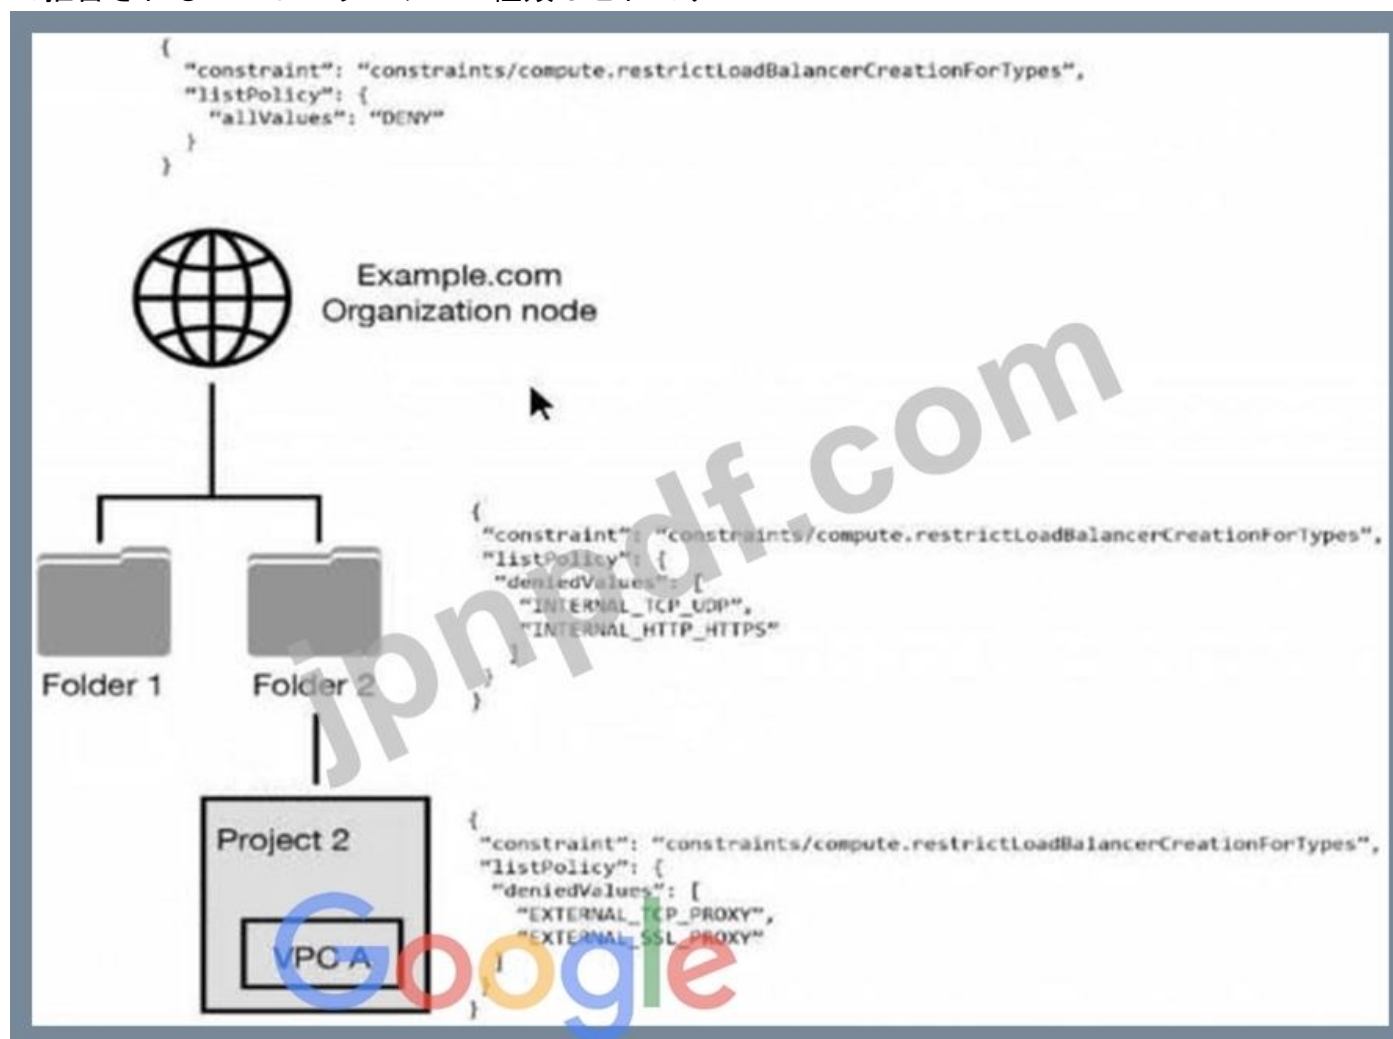 {
"constraint": "constraints/compute.restrictLoadBalancerCreationForTypes",
"listPolicy": {
"allValues": "DENY"
}
}
Example.com
Organization node
{
"constraint": "constraints/compute.restrictLoadBalancerCreationForTypes",
"listPolicy": {
"deniedValues": [
"INTERNAL_TCP_UDP",
"INTERNAL_HTTP_HTTPS"
]
}
}
Folder 1
Folder 2
jpnpdf.com
Project 2
VPC A
{
"constraint": "constraints/compute.restrictLoadBalancerCreationForTypes",
"listPolicy": {
"deniedValues": [
"EXTERNAL_TCP_PROXY",
"EXTERNAL_SSL_PROXY"
]
}
}
Google